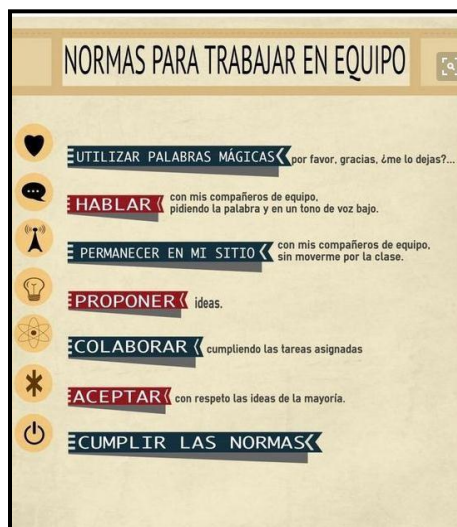 NORMAS PARA TRABAJAR EN EQUIPO
UTILIZAR PALABRAS MÁGICAS por favor, gracias, ¿me lo dejas?...
HABLAR con mis compañeros de equipo,
pidiendo la palabra y en un tono de voz bajo.
PERMANECER EN MI SITIO con mis compañeros de equipo,
sin moverme por la clase.
PROPONER ideas.
COLABORAR cumpliendo las tareas asignadas
ACEPTAR con respeto las ideas de la mayoría.
CUMPLIR LAS NORMAS